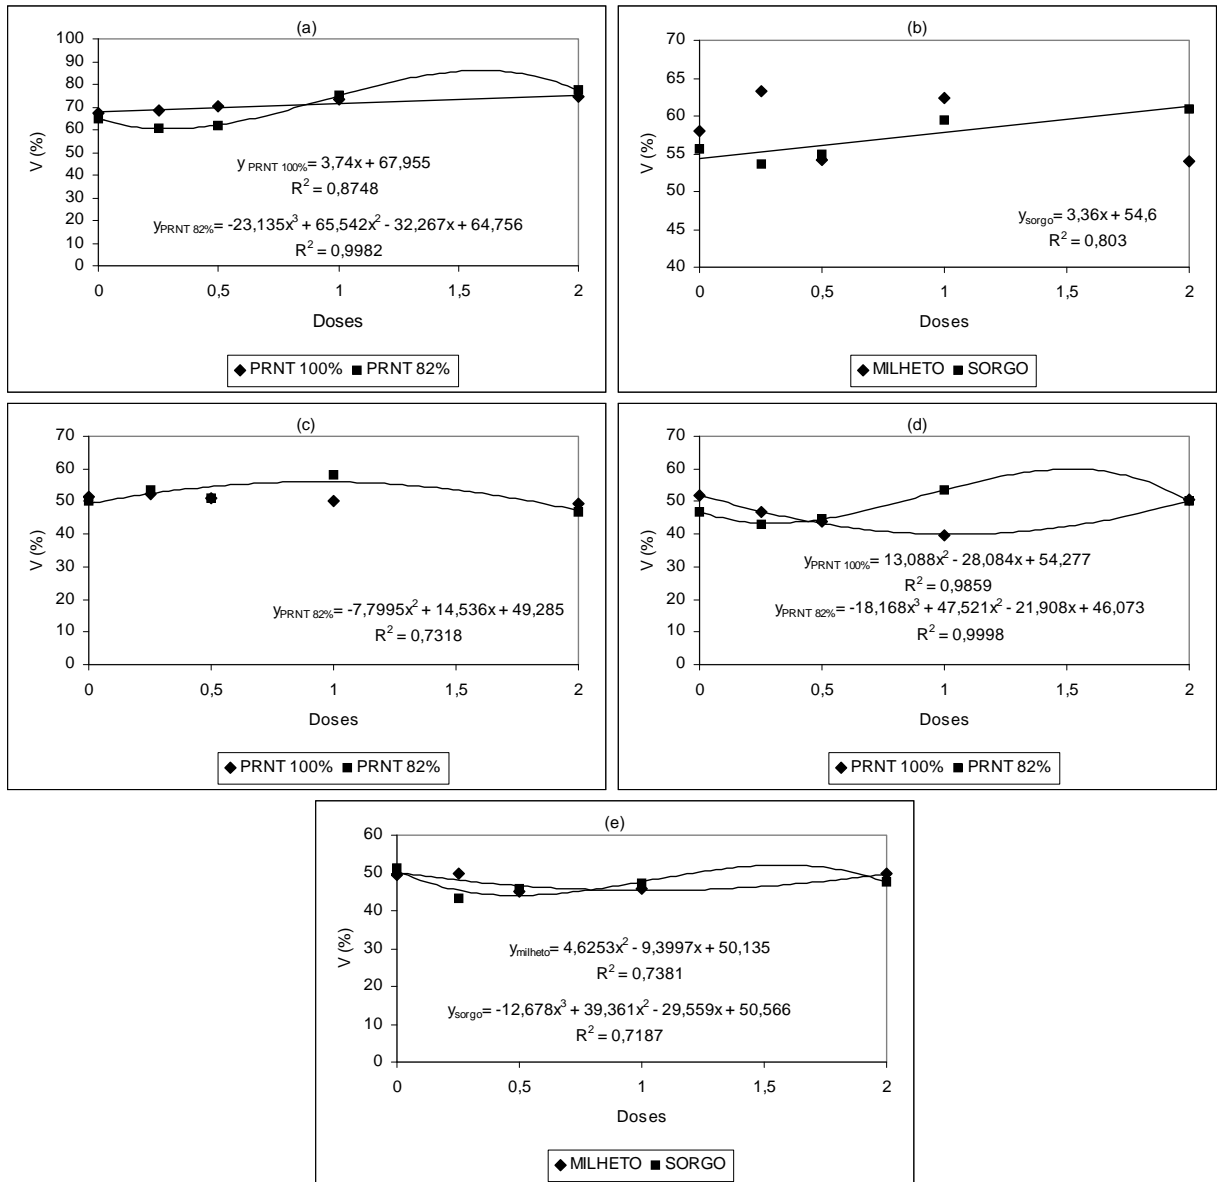 (a)
100
90
80
70
60
50
40
30
20
10
0
V (%)
y PRNT 100%= 3,74x + 67,955
R² = 0,8748
yPRNT 82%= -23,135x³ + 65,542x² - 32,267x + 64,756
R² = 0,9982
0 0,5 1 1,5 2
Doses
PRNT 100% PRNT 82%
(b)
70
65
60
55
50
45
40
V (%)
ysorgo= 3,36x + 54,6
R² = 0,803
0 0,5 1 1,5 2
Doses
MILHETO SORGO
(c)
70
60
50
40
30
20
10
0
V (%)
yPRNT 82%= -7,7995x² + 14,536x + 49,285
R² = 0,7318
0 0,5 1 1,5 2
Doses
PRNT 100% PRNT 82%
(d)
70
60
50
40
30
20
10
0
V (%)
yPRNT 100%= 13,088x² - 28,084x + 54,277
R² = 0,9859
yPRNT 82%= -18,168x³ + 47,521x² - 21,908x + 46,073
R² = 0,9998
0 0,5 1 1,5 2
Doses
PRNT 100% PRNT 82%
(e)
60
50
40
30
20
10
0
V (%)
ymilheto= 4,6253x² - 9,3997x + 50,135
R² = 0,7381
ysorgo= -12,678x³ + 39,361x² - 29,559x + 50,566
R² = 0,7187
0 0,5 1 1,5 2
Doses
MILHETO SORGO